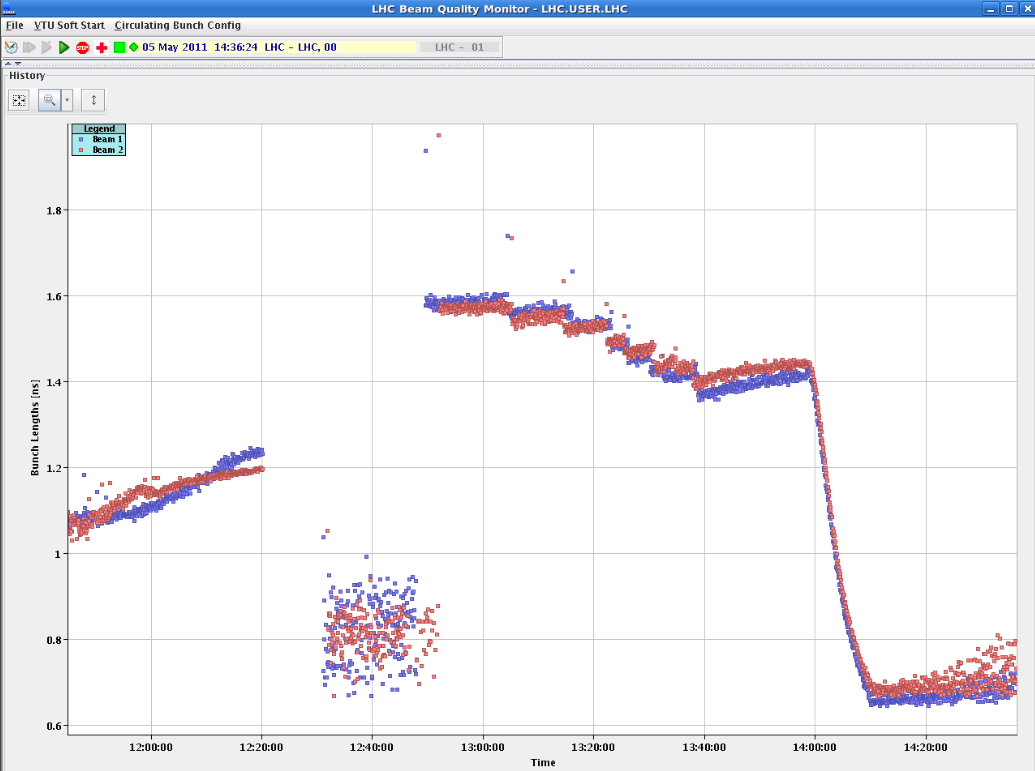 LHC Beam Quality Monitor - LHC.USER.LHC
File VTU Soft Start Circulating Bunch Config
STOP 05 May 2011 14:36:24 LHC - LHC, 00 LHC - 01
History
Legend
Beam 1
Beam 2
1.8
1.6
1.4
1.2
1
0.8
0.6
Bunch Lengths [ns]
12:00:00 12:20:00 12:40:00 13:00:00 13:20:00 13:40:00 14:00:00 14:20:00
Time